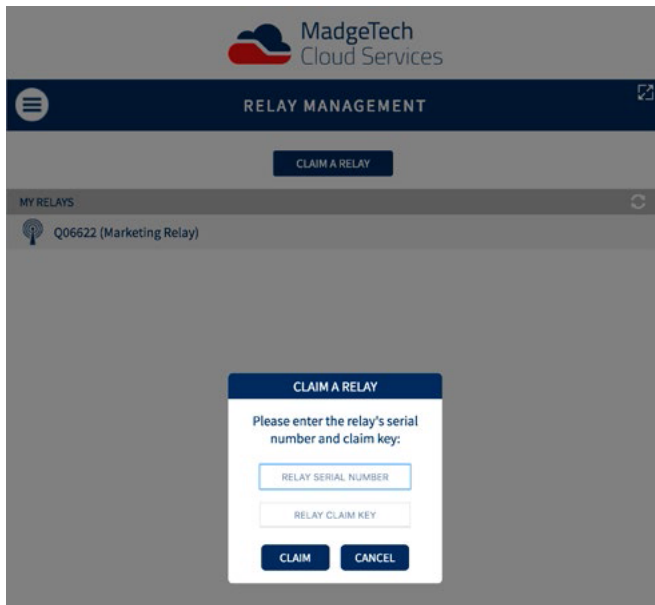 MadgeTech
Cloud Services
RELAY MANAGEMENT
CLAIM A RELAY
MY RELAYS
Q06622 (Marketing Relay)
CLAIM A RELAY
Please enter the relay's serial
number and claim key:
RELAY SERIAL NUMBER
RELAY CLAIM KEY
CLAIM CANCEL